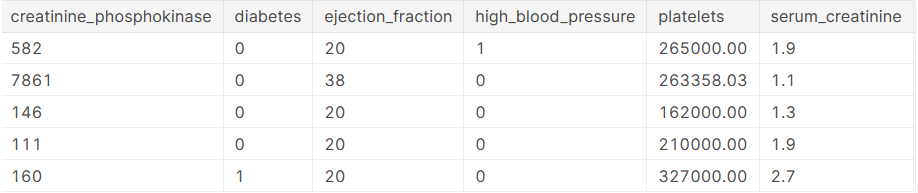 creatinine_phosphokinase diabetes ejection_fraction high_blood_pressure platelets serum_creatinine
582 0 20 1 265000.00 1.9
7861 0 38 0 263358.03 1.1
146 0 20 0 162000.00 1.3
111 0 20 0 210000.00 1.9
160 1 20 0 327000.00 2.7